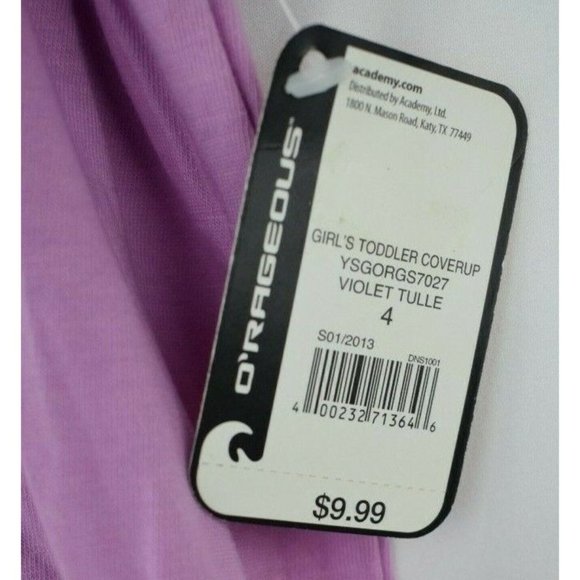 academy.com
Distributed by Academy, Ltd.
1800 N. Mason Road, Katy, TX 77449
O'RAGEOUS
GIRL'S TODDLER COVERUP
YSGORGS7027
VIOLET TULLE
4
S01/2013
DNS1001
4 00232 71364 6
$9.99